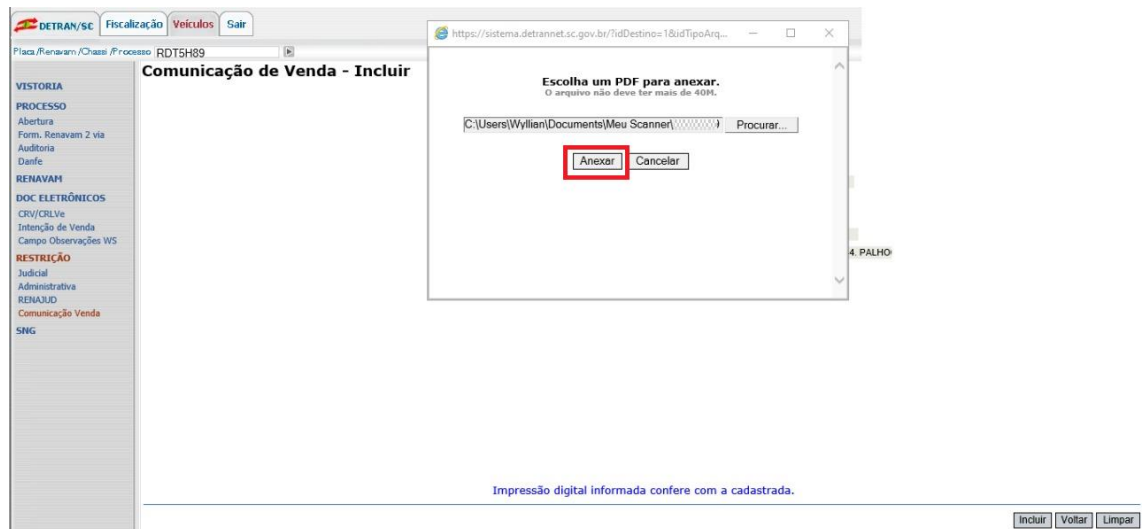 DETRAN/SC Fiscalização Veículos Sair
Placa/Renavam/Chassi/Processo RDT5H89
Comunicação de Venda - Incluir
VISTORIA
PROCESSO
Abertura
Form. Renavam 2 via
Auditoria
Danfe
RENAVAM
DOC ELETRÔNICOS
CRV/CRLVe
Intenção de Venda
Campo Observações WS
RESTRIÇÃO
Judicial
Administrativa
RENAJUD
Comunicação Venda
SNG
https://sistema.detrannet.sc.gov.br/?idDestino=1&idTipoArq...
Escolha um PDF para anexar.
O arquivo não deve ter mais de 40M.
C:\Users\Wyllian\Documents\Meu Scanner\ Procurar...
Anexar Cancelar
4. PALHO
Impressão digital informada confere com a cadastrada.
Incluir Voltar Limpar